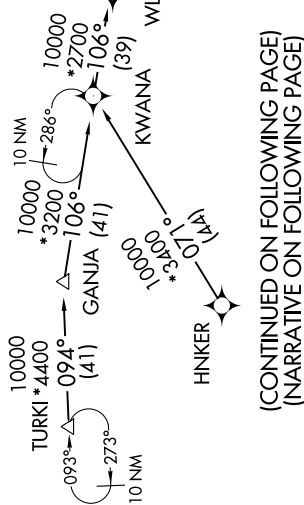 10000
TURKI *4400
094°
(41)
093°
273°
10 NM
10000
*3200
106°
(41)
GANJA
10 NM
286°
10000
*2700
106°
(39)
KWANA
WL
10000
*3400
071°
(44)
HNKER
(CONTINUED ON FOLLOWING PAGE)
(NARRATIVE ON FOLLOWING PAGE)